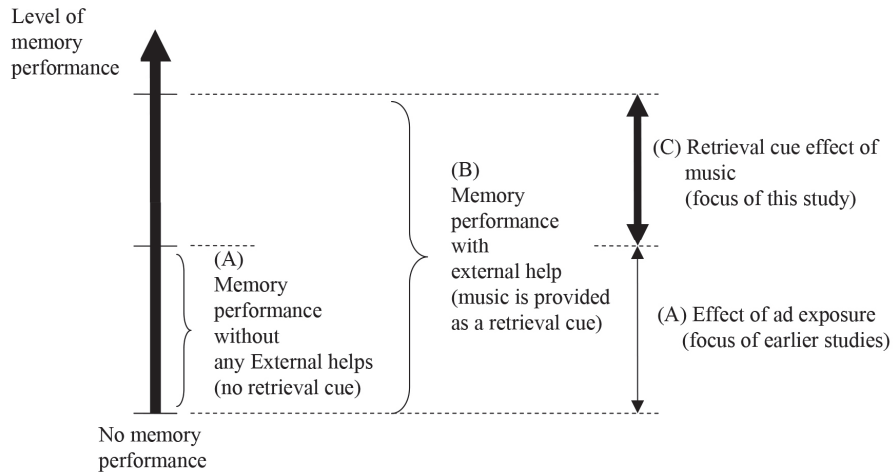 Level of
memory
performance
(A)
Memory
performance
without
any External helps
(no retrieval cue)
(B)
Memory
performance
with
external help
(music is provided
as a retrieval cue)
(C) Retrieval cue effect of
music
(focus of this study)
(A) Effect of ad exposure
(focus of earlier studies)
No memory
performance